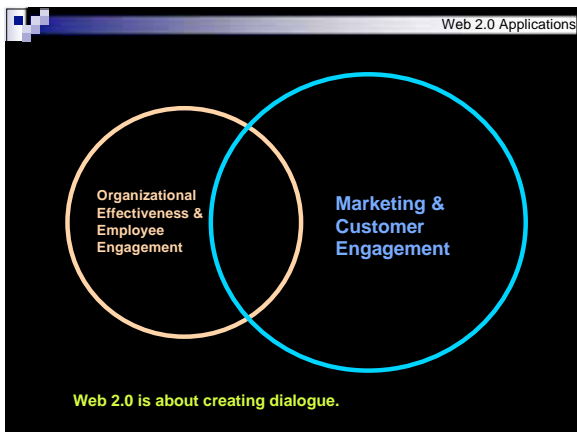 Web 2.0 Applications
Organizational
Effectiveness &
Employee
Engagement
Marketing &
Customer
Engagement
Web 2.0 is about creating dialogue.